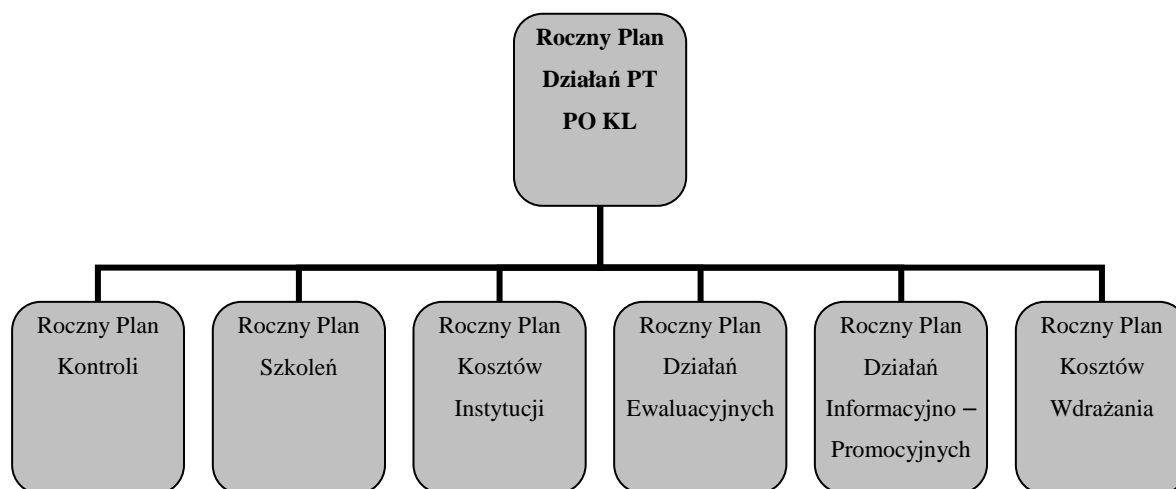 Roczny Plan
Działań PT
PO KL
Roczny Plan
Kontroli
Roczny Plan
Szkoleń
Roczny Plan
Kosztów
Instytucji
Roczny Plan
Działań
Ewaluacyjnych
Roczny Plan
Działań
Informacyjno –
Promocyjnych
Roczny Plan
Kosztów
Wdrażania